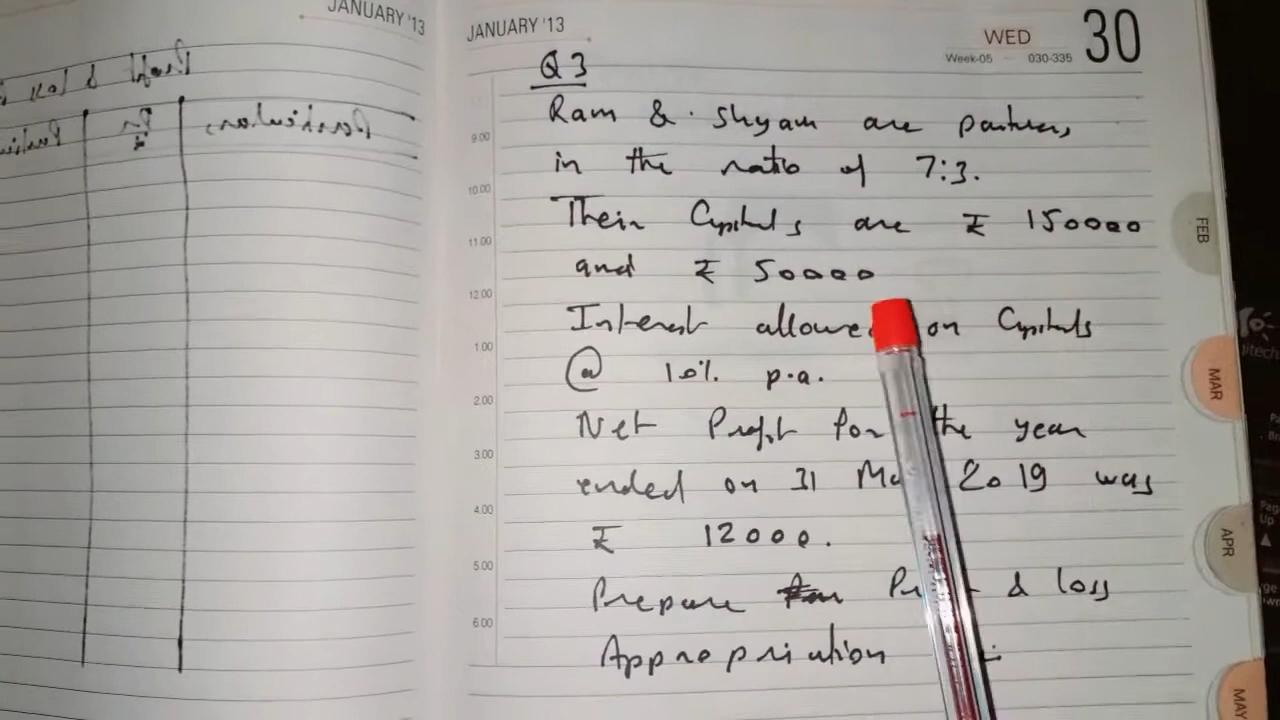 JANUARY '13
JANUARY '13
WED 30
Week-05 030-335
Q3
Ram & Shyam are partners
in the ratio of 7:3.
Their Capitals are ₹ 150000
and ₹ 50000
Interest allowed on Capitals
@ 10% p.a.
Net Profit for the year
ended on 31 Ma 2019 was
₹ 12000.
Prepare & loss
Appropriation
9.00
10.00
11.00
12.00
1.00
2.00
3.00
4.00
5.00
6.00
FEB
MAR
APR
MAY
Profit & loss
Particulars